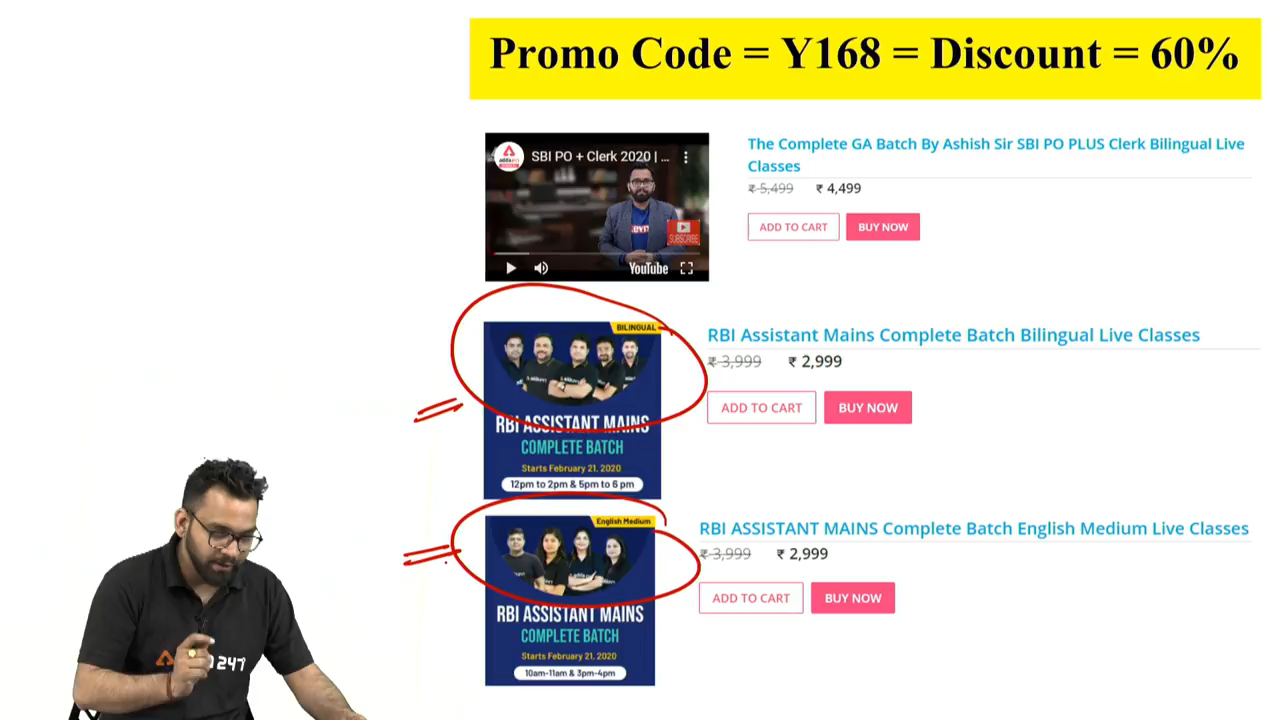 Promo Code = Y168 = Discount = 60%
SBI PO + Clerk 2020 | ...
SUBSCRIBE
YouTube
The Complete GA Batch By Ashish Sir SBI PO PLUS Clerk Bilingual Live
Classes
₹ 5,499 ₹ 4,499
ADD TO CART BUY NOW
BILINGUAL
RBI ASSISTANT MAINS
COMPLETE BATCH
Starts February 21, 2020
12pm to 2pm & 5pm to 6 pm
RBI Assistant Mains Complete Batch Bilingual Live Classes
₹ 3,999 ₹ 2,999
ADD TO CART BUY NOW
English Medium
RBI ASSISTANT MAINS
COMPLETE BATCH
Starts February 21, 2020
10am-11am & 3pm-4pm
RBI ASSISTANT MAINS Complete Batch English Medium Live Classes
₹ 3,999 ₹ 2,999
ADD TO CART BUY NOW
247